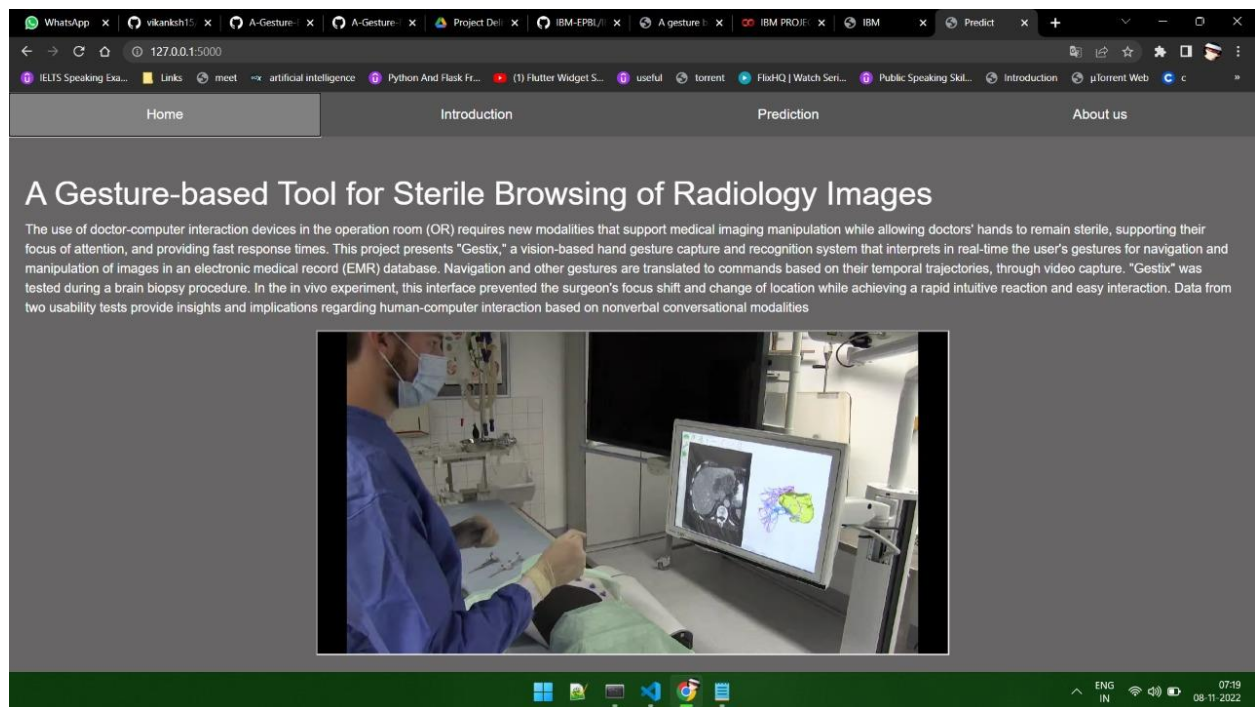 WhatsApp
vikanksh15
A-Gesture-
A-Gesture-
Project Deli
IBM-EPBL/I
A gesture b
IBM PROJE
IBM
Predict
127.0.0.1:5000
IELTS Speaking Exa...
Links
meet
artificial intelligence
Python And Flask Fr...
(1) Flutter Widget S...
useful
torrent
FlixHQ | Watch Seri...
Public Speaking Skil...
Introduction
µTorrent Web
c
Home
Introduction
Prediction
About us
A Gesture-based Tool for Sterile Browsing of Radiology Images
The use of doctor-computer interaction devices in the operation room (OR) requires new modalities that support medical imaging manipulation while allowing doctors' hands to remain sterile, supporting their
focus of attention, and providing fast response times. This project presents "Gestix," a vision-based hand gesture capture and recognition system that interprets in real-time the user's gestures for navigation and
manipulation of images in an electronic medical record (EMR) database. Navigation and other gestures are translated to commands based on their temporal trajectories, through video capture. "Gestix" was
tested during a brain biopsy procedure. In the in vivo experiment, this interface prevented the surgeon's focus shift and change of location while achieving a rapid intuitive reaction and easy interaction. Data from
two usability tests provide insights and implications regarding human-computer interaction based on nonverbal conversational modalities
ENG
IN
07:19
08-11-2022